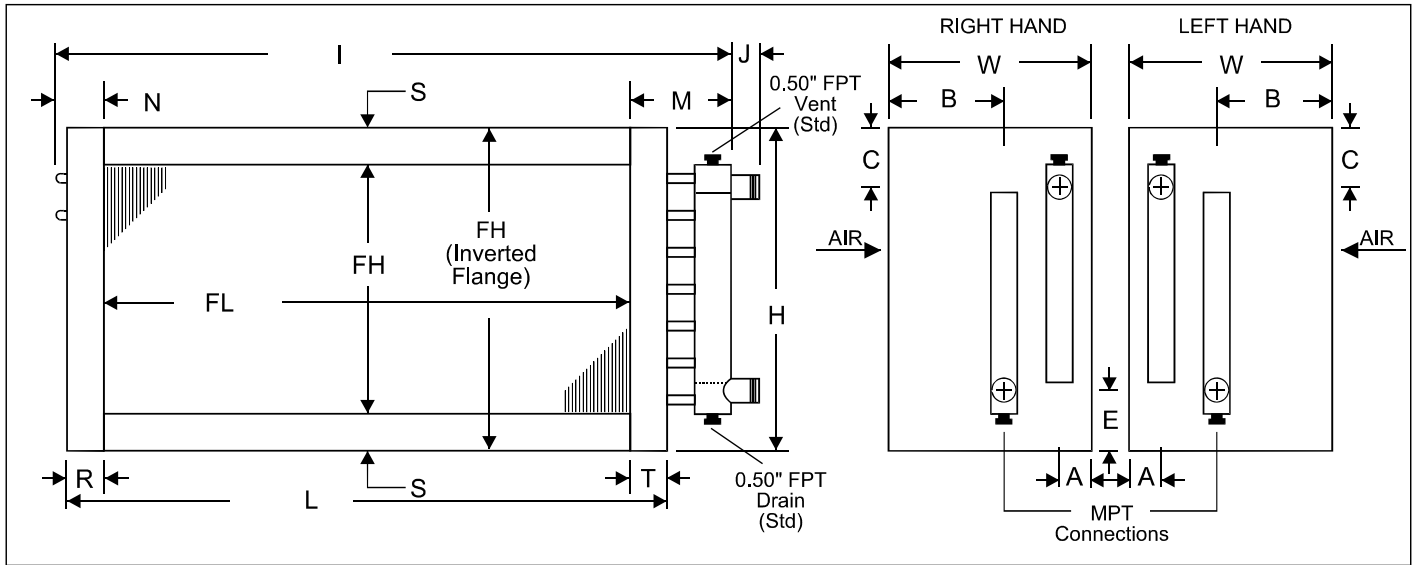 RIGHT HAND
LEFT HAND
I
J
W
W
N
S
M
0.50" FPT
Vent
(Std)
B
B
C
C
FH
FH
(Inverted
Flange)
AIR
AIR
FL
H
E
R
L
S
T
0.50" FPT
Drain
(Std)
A
A
MPT
Connections